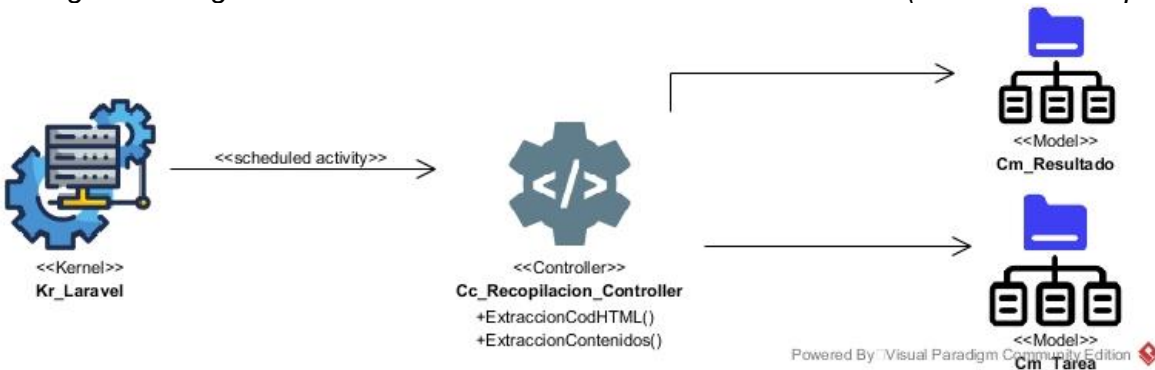 <<scheduled activity>>
<<Kernel>>
Kr_Laravel
<<Controller>>
Cc_Recopilacion_Controller
+ExtraccionCodHTML()
+ExtraccionContenidos()
<<Model>>
Cm_Resultado
<<Model>>
Cm_Tarea
Powered By Visual Paradigm Community Edition